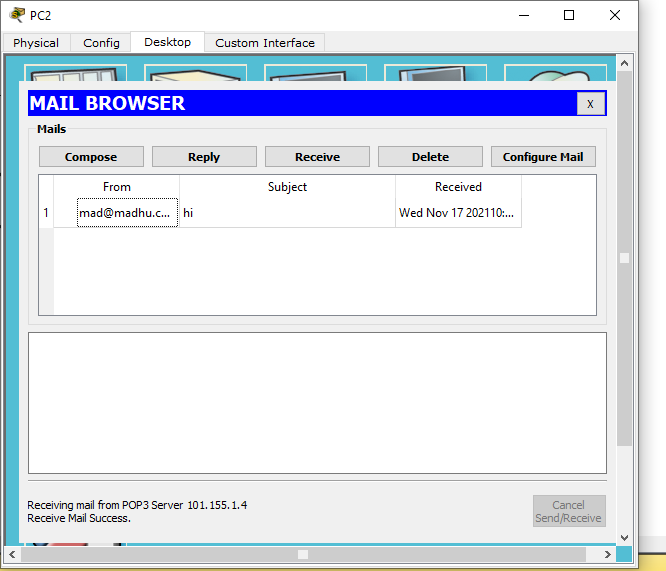 PC2
Physical Config Desktop Custom Interface
MAIL BROWSER
X
Mails
Compose Reply Receive Delete Configure Mail
From Subject Received
1 mad@madhu.c... hi Wed Nov 17 202110:...
Receiving mail from POP3 Server 101.155.1.4
Receive Mail Success.
Cancel
Send/Receive